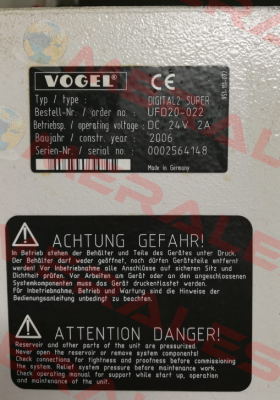 VOGEL®
CE
Typ / type : DIGITAL2 SUPER
Bestell-Nr / order no. : UFD20-022
Betriebsp. / operating voltage : DC 24V 2A
Baujahr / constr. year : 2006
Serien-Nr. / serial no. : 0002564148
Made in Germany
ACHTUNG GEFAHR!
In Betrieb stehen der Behälter und Teile des Gerätes unter Druck.
Der Behälter darf weder geöffnet, noch dürfen Geräteteile entfernt
werden! Vor Inbetriebnahme alle Anschlüsse auf sicheren Sitz und
Dichtigkeit prüfen. Vor Arbeiten am Gerät oder an den angeschlossenen
Systemkomponenten muss das Gerät druckentlastet werden.
Für Inbetriebnahme, Betrieb und Wartung sind die Hinweise der
Bedienungsanleitung unbedingt einzuhalten!
ATTENTION DANGER!
Reservoir and other parts of the unit are pressurized.
Never open the reservoir or remove system components!
Check connections for tightness and proofness before commissioning
the system. Relief system pressure before maintenance work.
Check operating manual for support while start up, operation
and maintenance of the unit.